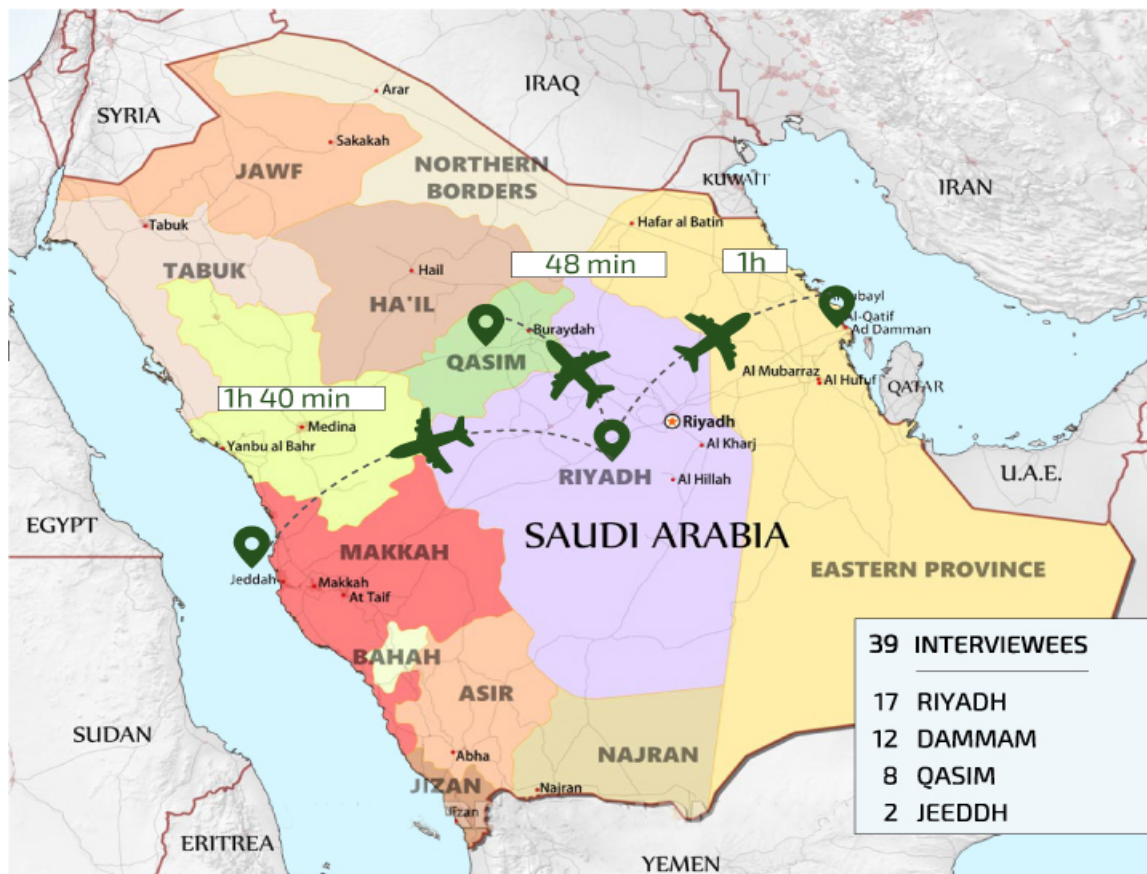 IRAQ
SYRIA
Arar
Sakakah
JAWF
NORTHERN
BORDERS
KUWAIT
IRAN
Tabuk
Hafar al Batin
TABUK
Hail
HA'IL
48 min
1h
Buraydah
QASIM
Al-Qatif
Ad Damman
Al Mubarraz
Al Hufuf
QATAR
1h 40 min
Medina
Yanbu al Bahr
Riyadh
Al Kharj
RIYADH
Al Hillah
U.A.E.
EGYPT
SAUDI ARABIA
MAKKAH
Jeddah
Makkah
At Taif
EASTERN PROVINCE
BAHAH
ASIR
SUDAN
Abha
NAJRAN
JIZAN
Najran
ERITREA
YEMEN
39 INTERVIEWEES
17 RIYADH
12 DAMMAM
8 QASIM
2 JEEDDH